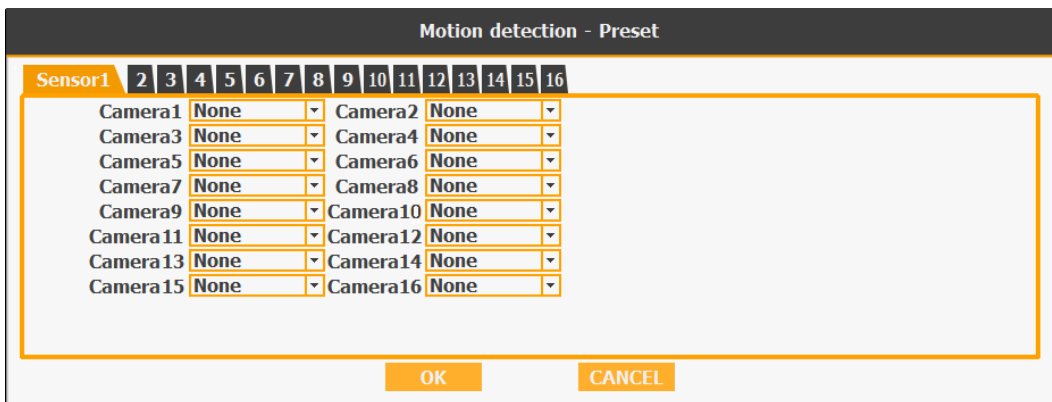 Motion detection - Preset
Sensor1 2 3 4 5 6 7 8 9 10 11 12 13 14 15 16
Camera1 None Camera2 None
Camera3 None Camera4 None
Camera5 None Camera6 None
Camera7 None Camera8 None
Camera9 None Camera10 None
Camera11 None Camera12 None
Camera13 None Camera14 None
Camera15 None Camera16 None
OK CANCEL